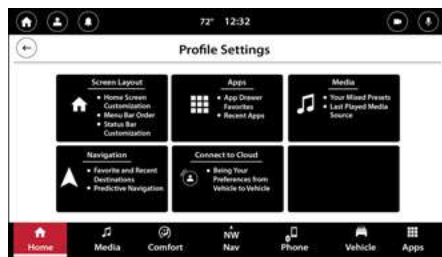 72° 12:32
Profile Settings
Screen Layout
• Home Screen
Customization
• Menu Bar Order
• Status Bar
Customization
Apps
• App Drawer
Favorites
• Recent Apps
Media
• Your Mixed Presets
• Last Played Media
Source
Navigation
• Favorite and Recent
Destinations
• Predictive Navigation
Connect to Cloud
• Being Your
Preferences from
Vehicle to Vehicle
NW
Home Media Comfort Nav Phone Vehicle Apps